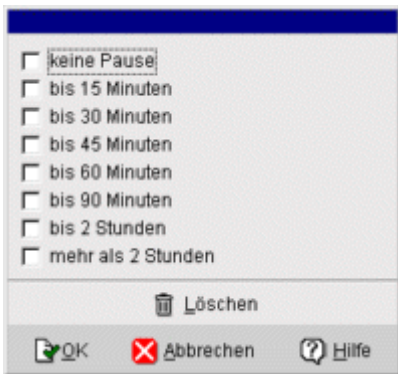 keine Pause
bis 15 Minuten
bis 30 Minuten
bis 45 Minuten
bis 60 Minuten
bis 90 Minuten
bis 2 Stunden
mehr als 2 Stunden
Löschen
OK Abbrechen Hilfe